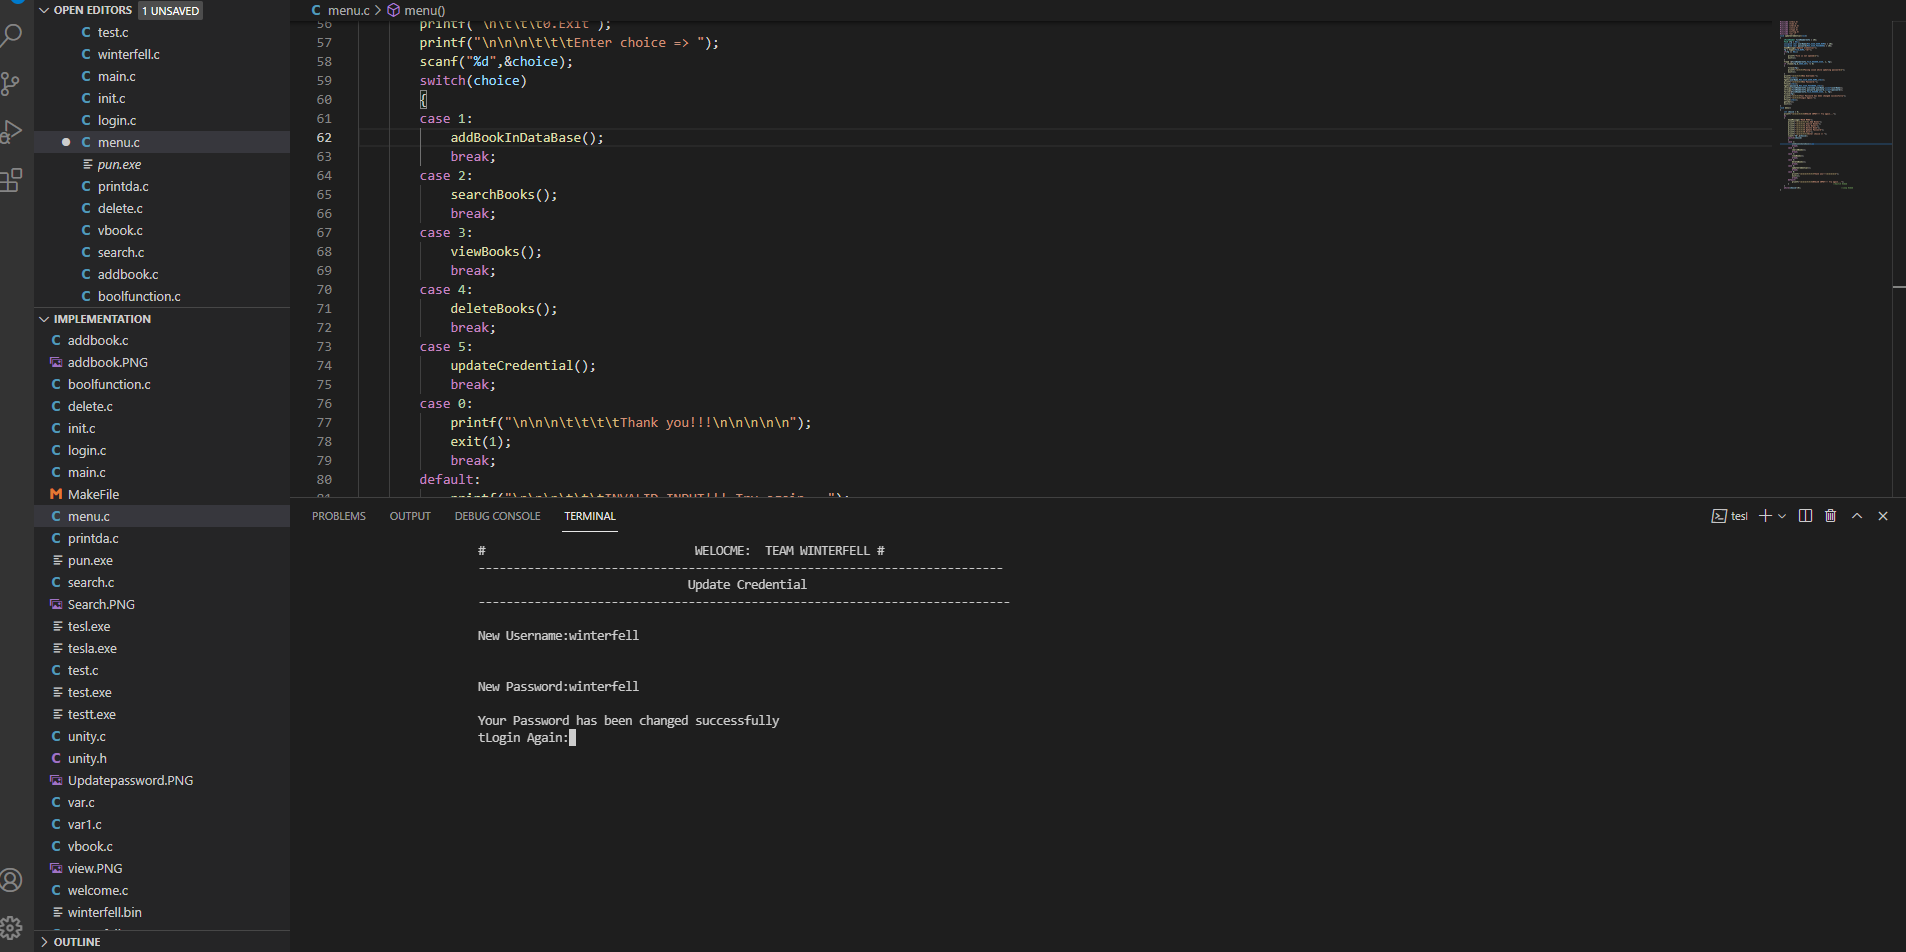 OPEN EDITORS 1 UNSAVED
test.c
winterfell.c
main.c
init.c
login.c
menu.c
pun.exe
printda.c
delete.c
vbook.c
search.c
addbook.c
boolfunction.c
IMPLEMENTATION
addbook.c
addbook.PNG
boolfunction.c
delete.c
init.c
login.c
main.c
MakeFile
menu.c
printda.c
pun.exe
search.c
Search.PNG
tesl.exe
tesla.exe
test.c
test.exe
testt.exe
unity.c
unity.h
Updatepassword.PNG
var.c
var1.c
vbook.c
view.PNG
welcome.c
winterfell.bin
OUTLINE
menu.c > menu()
56 printf("\n\t\t\t0.Exit");
57 printf("\n\n\n\t\t\tEnter choice => ");
58 scanf("%d",&choice);
59 switch(choice)
60 {
61 case 1:
62 addBookInDataBase();
63 break;
64 case 2:
65 searchBooks();
66 break;
67 case 3:
68 viewBooks();
69 break;
70 case 4:
71 deleteBooks();
72 break;
73 case 5:
74 updateCredential();
75 break;
76 case 0:
77 printf("\n\n\n\t\t\t\tThank you!!!\n\n\n\n\n");
78 exit(1);
79 break;
80 default:
81 printf("\n\n\n\t\t\tINVALID INPUT!!! Try again...");
PROBLEMS OUTPUT DEBUG CONSOLE TERMINAL
tesl
# WELOCME: TEAM WINTERFELL #
---------------------------------------------------------------------------
Update Credential
----------------------------------------------------------------------------
New Username:winterfell
New Password:winterfell
Your Password has been changed successfully
tLogin Again: